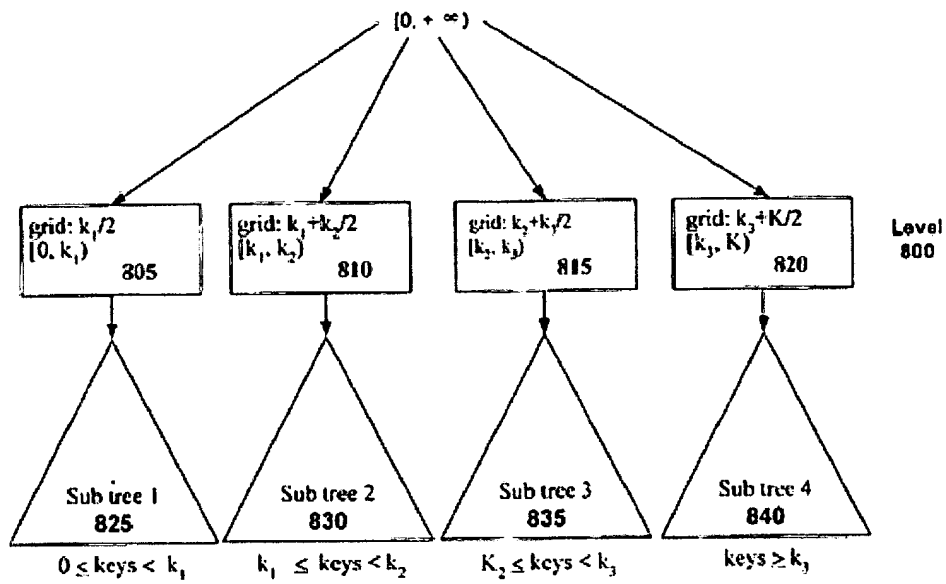 [0, + ∞)
grid: k₁/2
[0, k₁)
805
grid: k₁+k₂/2
[k₁, k₂)
810
grid: k₂+k₃/2
[k₂, k₃)
815
grid: k₃+K/2
[k₃, K)
820
Level
800
Sub tree 1
825
Sub tree 2
830
Sub tree 3
835
Sub tree 4
840
0 ≤ keys < k₁
k₁ ≤ keys < k₂
K₂ ≤ keys < k₃
keys ≥ k₃